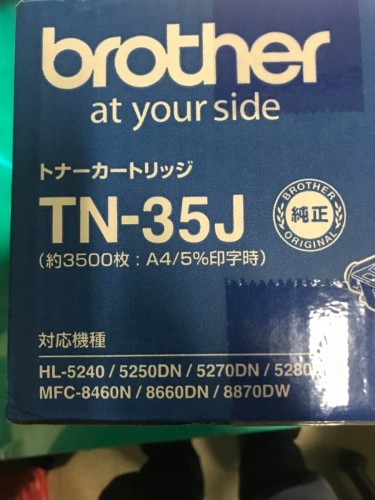 brother
at your side
トナーカートリッジ
TN-35J
BROTHER
純正
ORIGINAL
(約3500枚：A4/5%印字時)
対応機種
HL-5240 / 5250DN / 5270DN / 5280
MFC-8460N / 8660DN / 8870DW